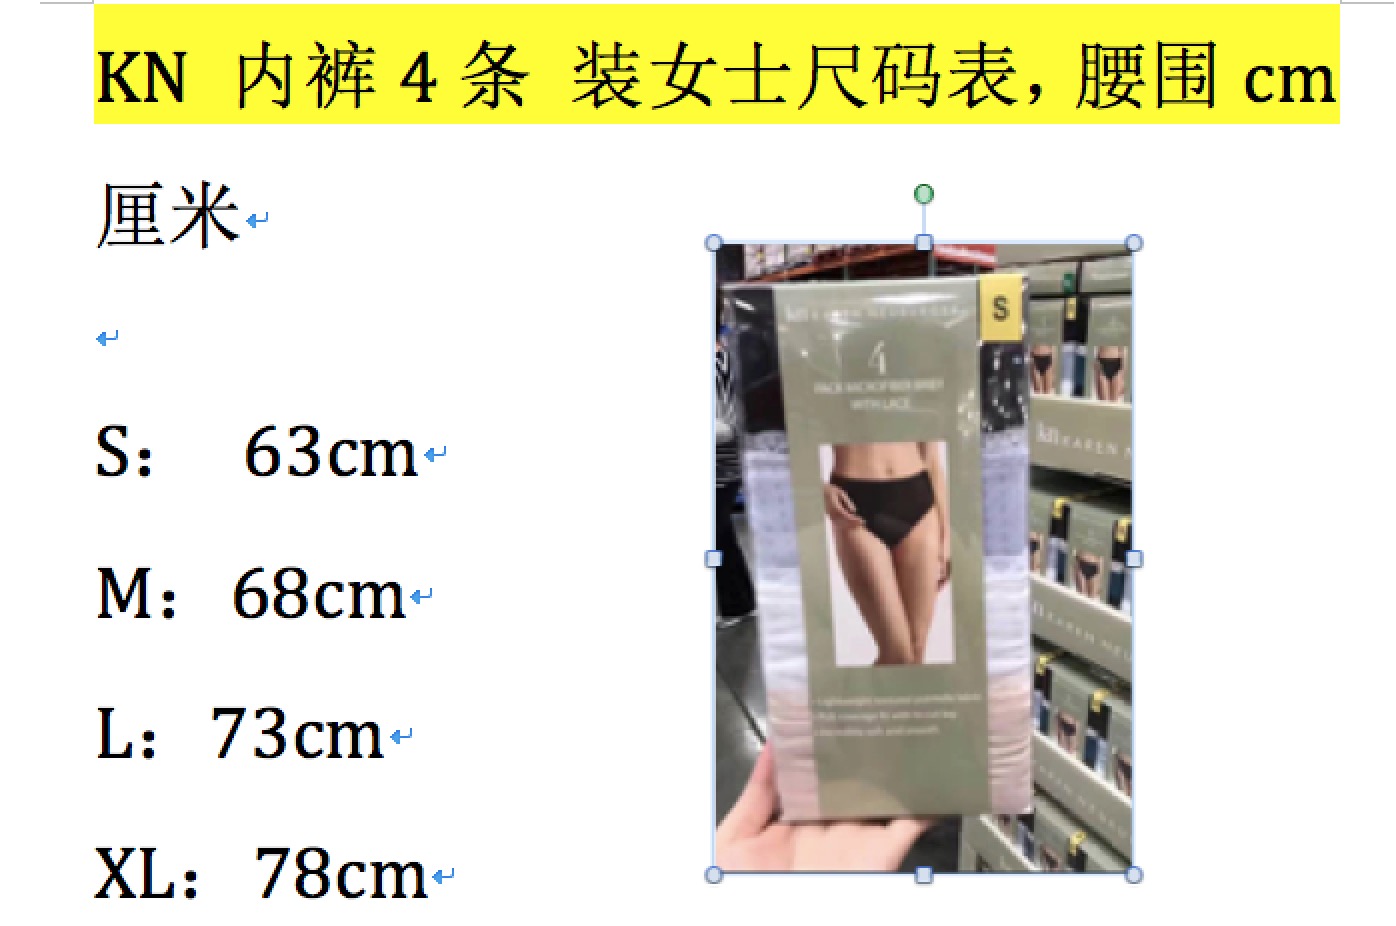 KN 内裤 4 条 装女士尺码表，腰围 cm
厘米
S： 63cm
M： 68cm
L： 73cm
XL： 78cm
S
KAREN NEUBURGER
4
PACK MICROFIBER BRIEF
WITH LACE
kn KAREN N